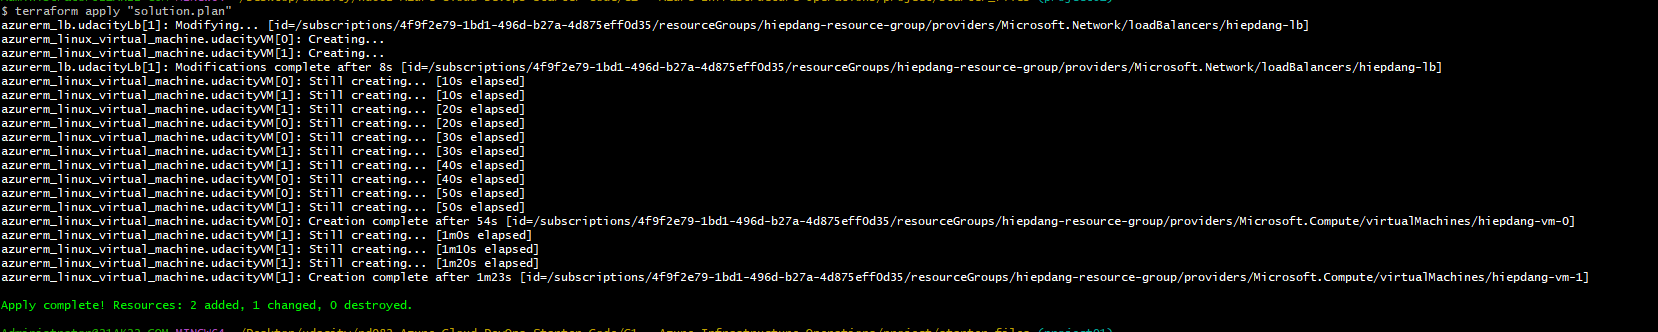 $ terraform apply "solution.plan"
azurerm_lb.udacityLb[1]: Modifying... [id=/subscriptions/4f9f2e79-1bd1-496d-b27a-4d875eff0d35/resourceGroups/hiepdang-resource-group/providers/Microsoft.Network/loadBalancers/hiepdang-lb]
azurerm_linux_virtual_machine.udacityVM[0]: Creating...
azurerm_linux_virtual_machine.udacityVM[1]: Creating...
azurerm_lb.udacityLb[1]: Modifications complete after 8s [id=/subscriptions/4f9f2e79-1bd1-496d-b27a-4d875eff0d35/resourceGroups/hiepdang-resource-group/providers/Microsoft.Network/loadBalancers/hiepdang-lb]
azurerm_linux_virtual_machine.udacityVM[0]: Still creating... [10s elapsed]
azurerm_linux_virtual_machine.udacityVM[1]: Still creating... [10s elapsed]
azurerm_linux_virtual_machine.udacityVM[1]: Still creating... [20s elapsed]
azurerm_linux_virtual_machine.udacityVM[0]: Still creating... [20s elapsed]
azurerm_linux_virtual_machine.udacityVM[0]: Still creating... [30s elapsed]
azurerm_linux_virtual_machine.udacityVM[1]: Still creating... [30s elapsed]
azurerm_linux_virtual_machine.udacityVM[1]: Still creating... [40s elapsed]
azurerm_linux_virtual_machine.udacityVM[0]: Still creating... [40s elapsed]
azurerm_linux_virtual_machine.udacityVM[0]: Still creating... [50s elapsed]
azurerm_linux_virtual_machine.udacityVM[1]: Still creating... [50s elapsed]
azurerm_linux_virtual_machine.udacityVM[0]: Creation complete after 54s [id=/subscriptions/4f9f2e79-1bd1-496d-b27a-4d875eff0d35/resourceGroups/hiepdang-resource-group/providers/Microsoft.Compute/virtualMachines/hiepdang-vm-0]
azurerm_linux_virtual_machine.udacityVM[1]: Still creating... [1m0s elapsed]
azurerm_linux_virtual_machine.udacityVM[1]: Still creating... [1m10s elapsed]
azurerm_linux_virtual_machine.udacityVM[1]: Still creating... [1m20s elapsed]
azurerm_linux_virtual_machine.udacityVM[1]: Creation complete after 1m23s [id=/subscriptions/4f9f2e79-1bd1-496d-b27a-4d875eff0d35/resourceGroups/hiepdang-resource-group/providers/Microsoft.Compute/virtualMachines/hiepdang-vm-1]
Apply complete! Resources: 2 added, 1 changed, 0 destroyed.